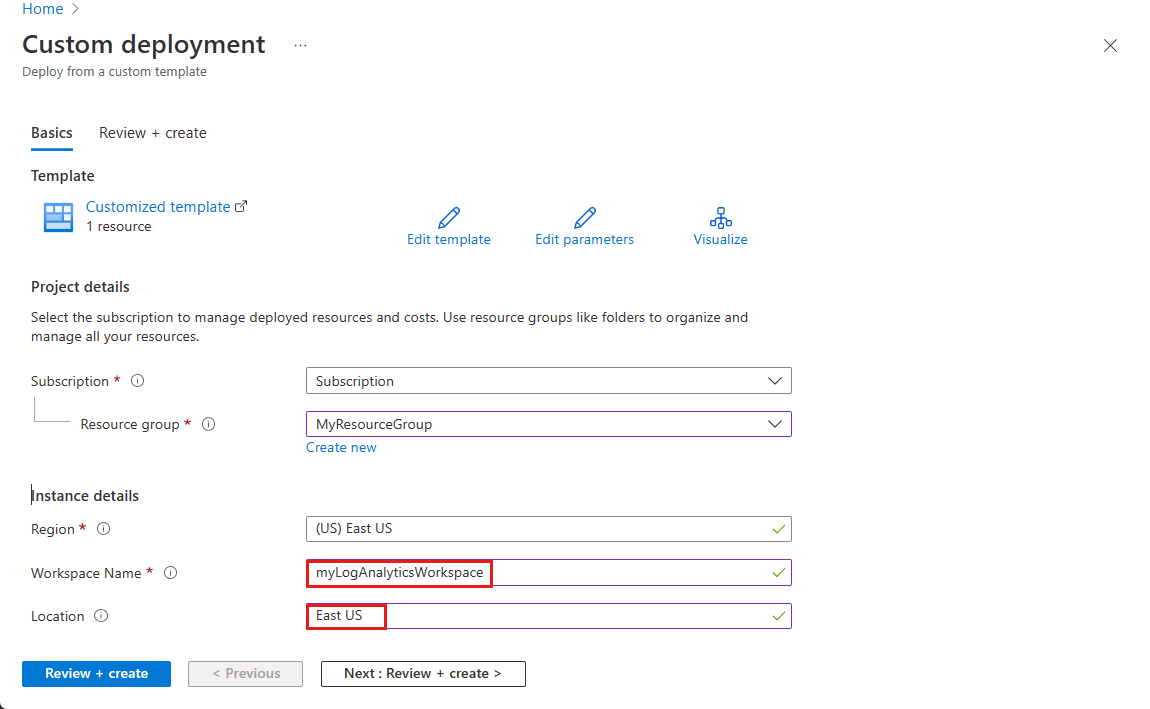 Home >
Custom deployment ...
Deploy from a custom template
Basics Review + create
Template
Customized template
1 resource
Edit template Edit parameters Visualize
Project details
Select the subscription to manage deployed resources and costs. Use resource groups like folders to organize and
manage all your resources.
Subscription * Subscription
Resource group * MyResourceGroup
Create new
Instance details
Region * (US) East US
Workspace Name * myLogAnalyticsWorkspace
Location East US
Review + create < Previous Next : Review + create >